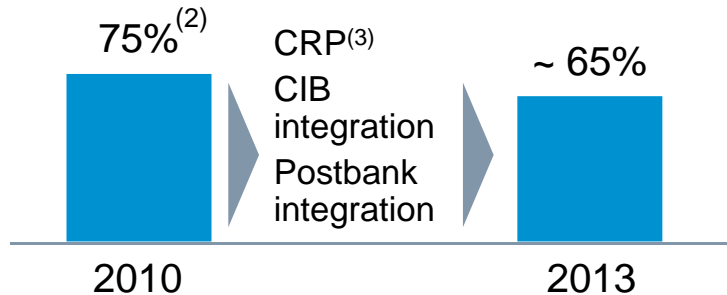 75%(2)
CRP(3)
CIB
integration
Postbank
integration
~ 65%
2010
2013